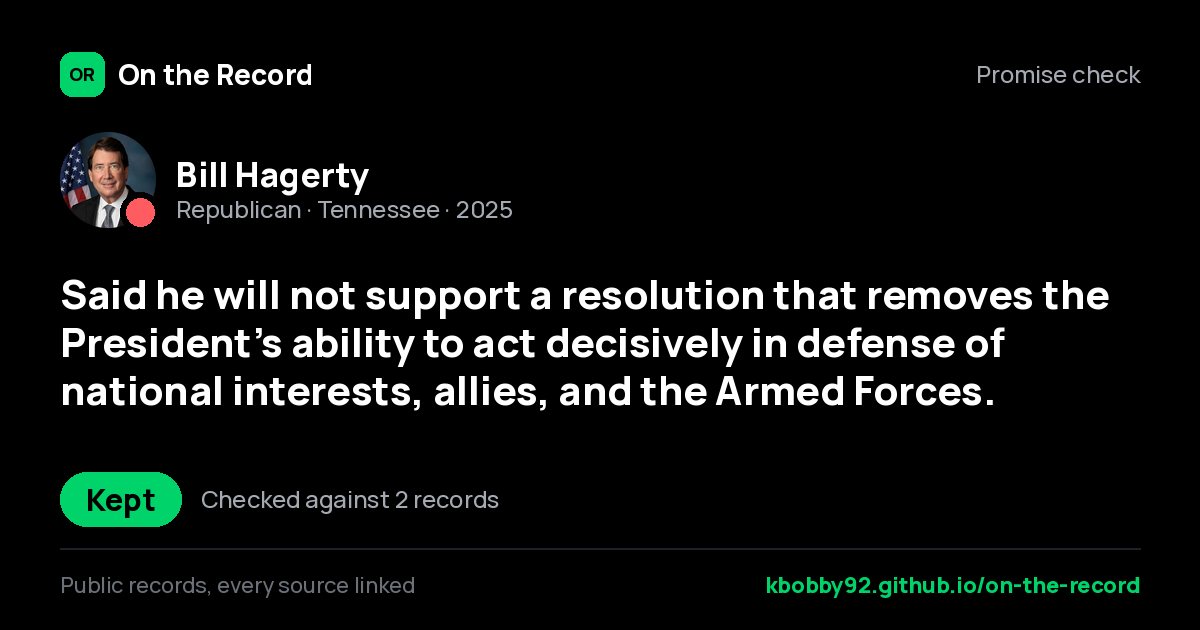 OR On the Record
Promise check
Bill Hagerty
Republican · Tennessee · 2025
Said he will not support a resolution that removes the
President’s ability to act decisively in defense of
national interests, allies, and the Armed Forces.
Kept Checked against 2 records
Public records, every source linked
kbobby92.github.io/on-the-record